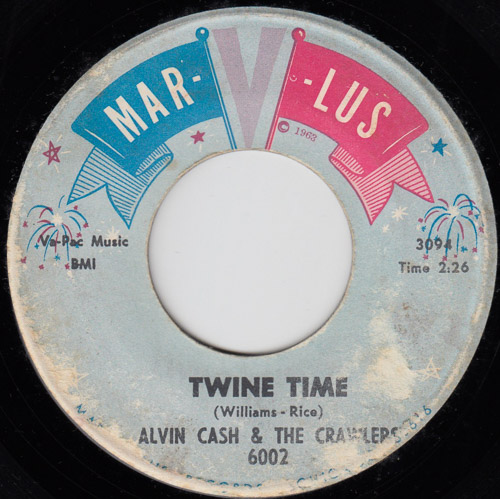 MAR-V-LUS
© 1963
Va-Pac Music
BMI
3094
Time 2:26
TWINE TIME
(Williams - Rice)
ALVIN CASH & THE CRAWLERS
6002